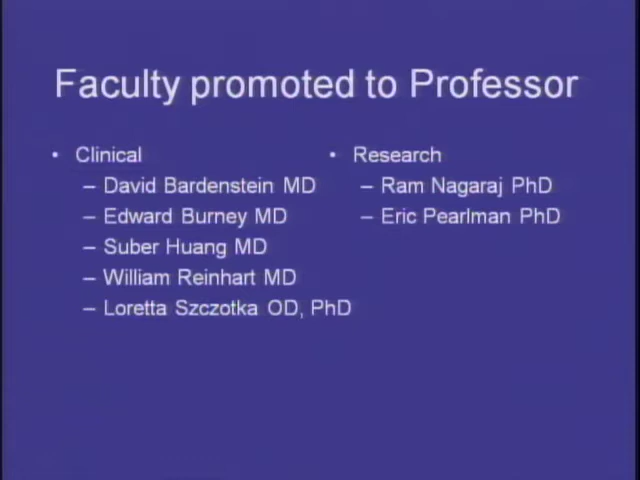 Faculty promoted to Professor
• Clinical
– David Bardenstein MD
– Edward Burney MD
– Suber Huang MD
– William Reinhart MD
– Loretta Szczotka OD, PhD
• Research
– Ram Nagaraj PhD
– Eric Pearlman PhD